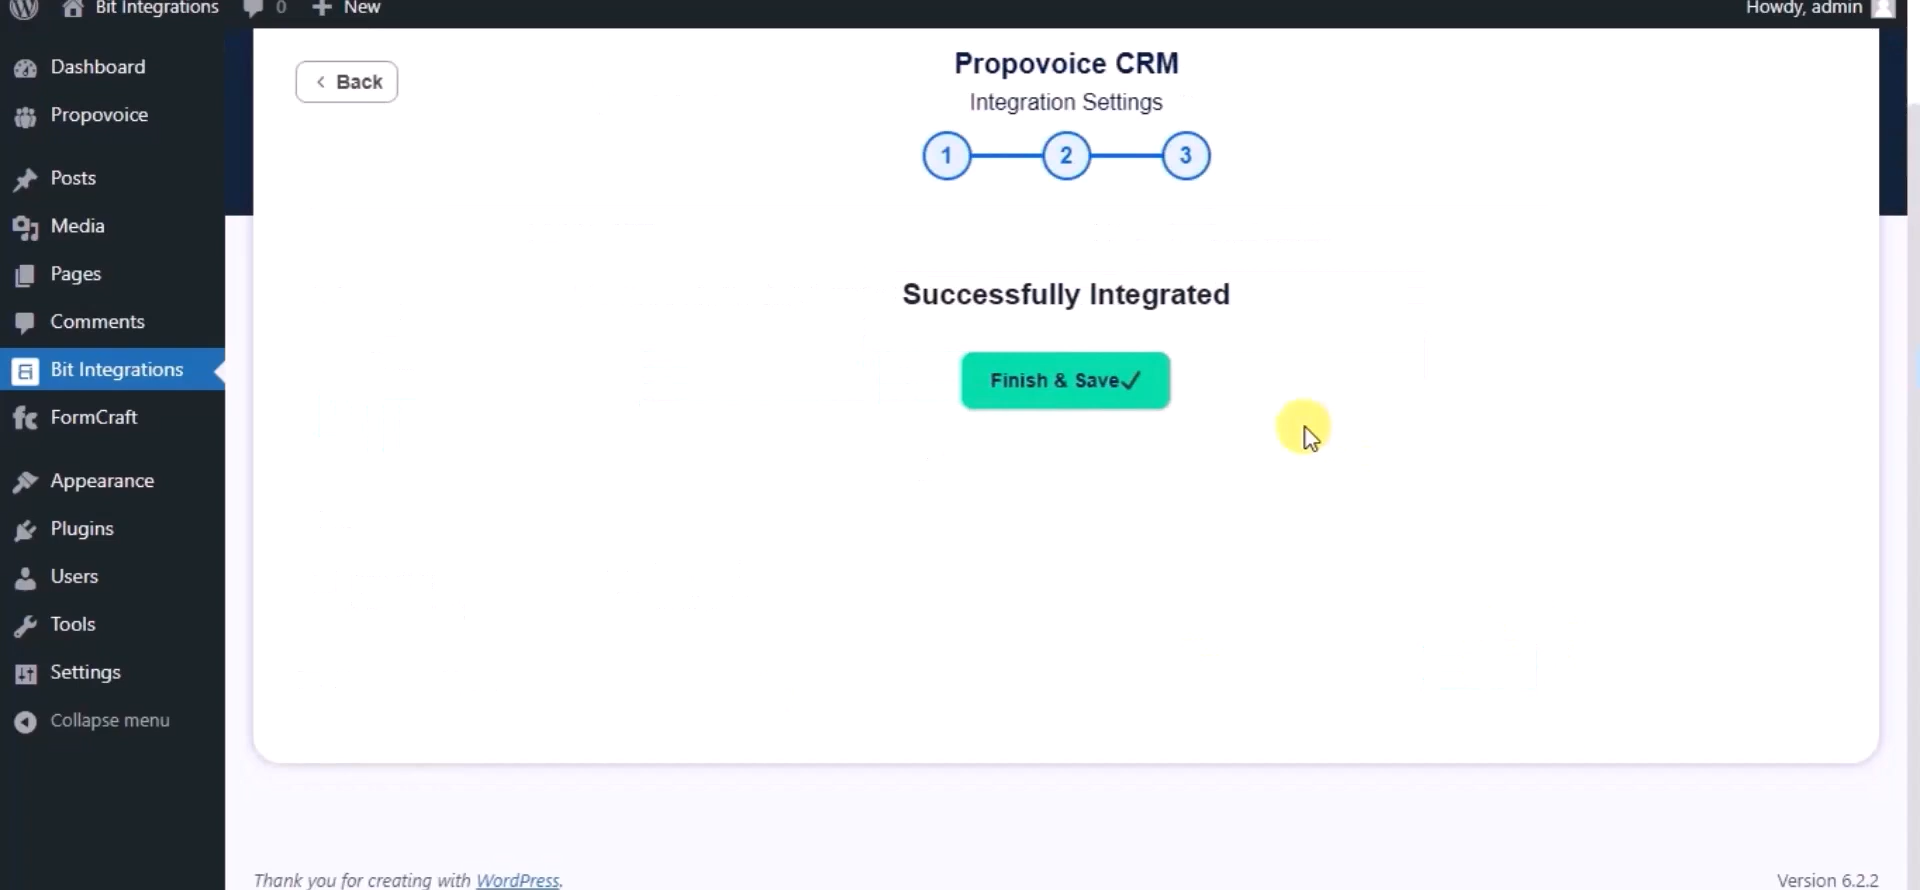 Bit Integrations 0 New Howdy, admin
Dashboard
Propovoice
Posts
Media
Pages
Comments
Bit Integrations
FormCraft
Appearance
Plugins
Users
Tools
Settings
Collapse menu
Back
Propovoice CRM
Integration Settings
1 2 3
Successfully Integrated
Finish & Save✓
Thank you for creating with WordPress.
Version 6.2.2